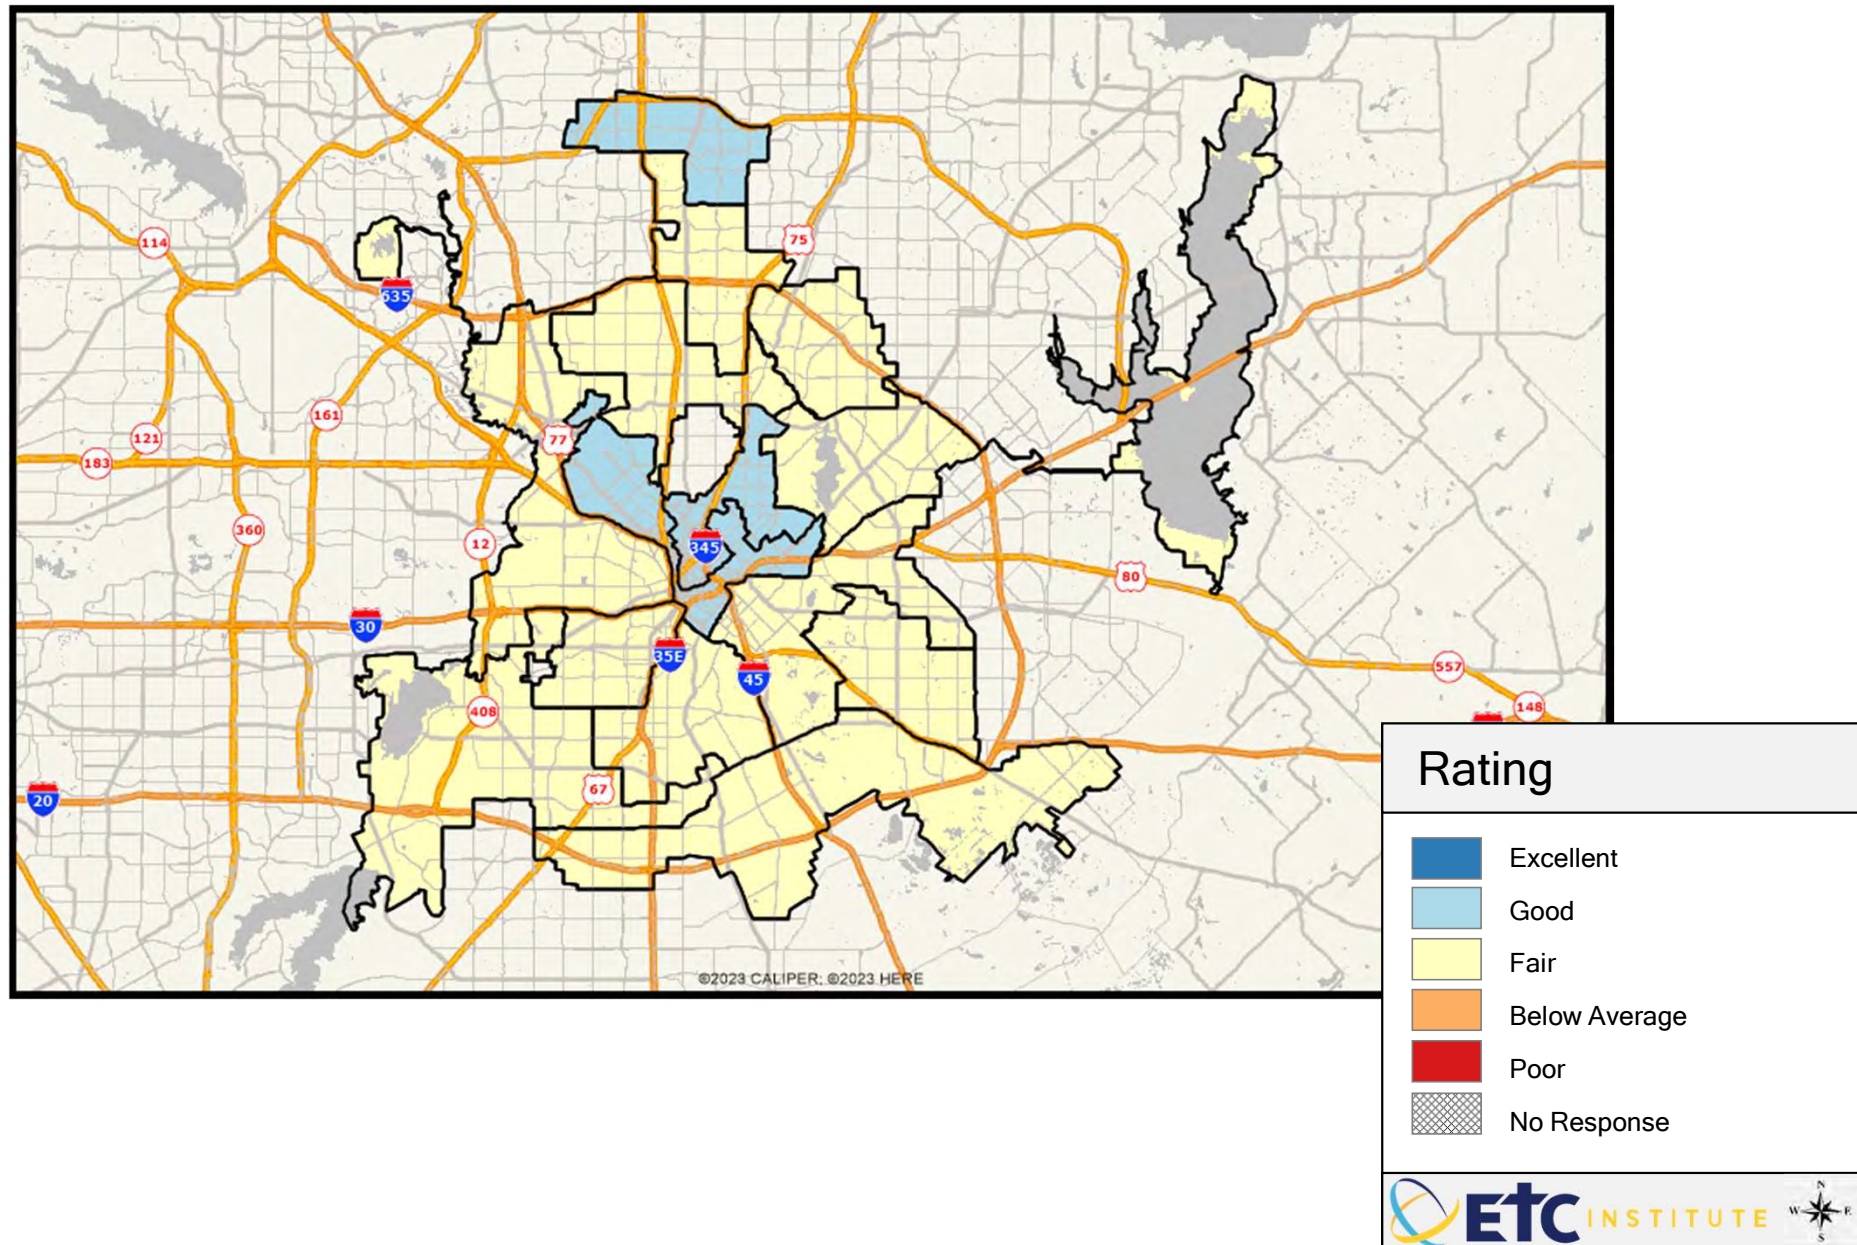 75
114
635
161
121
77
183
360
12
345
80
30
35E
45
557
408
148
67
20
©2023 CALIPER; ©2023 HERE
Rating
Excellent
Good
Fair
Below Average
Poor
No Response
N
W E
S
ETC INSTITUTE